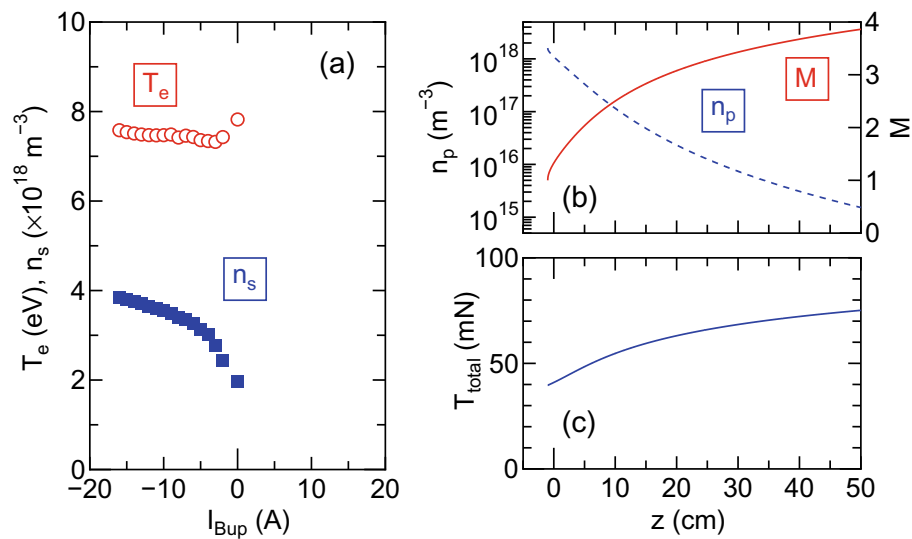 (a)
T_e
n_s
10
8
6
4
2
0
−20
−10
0
10
20
T_e (eV), n_s (×10^18 m^−3)
I_Bup (A)
(b)
M
n_p
10^18
10^17
10^16
10^15
n_p (m^−3)
4
3
2
1
0
M
(c)
100
50
0
T_total (mN)
0
10
20
30
40
50
z (cm)